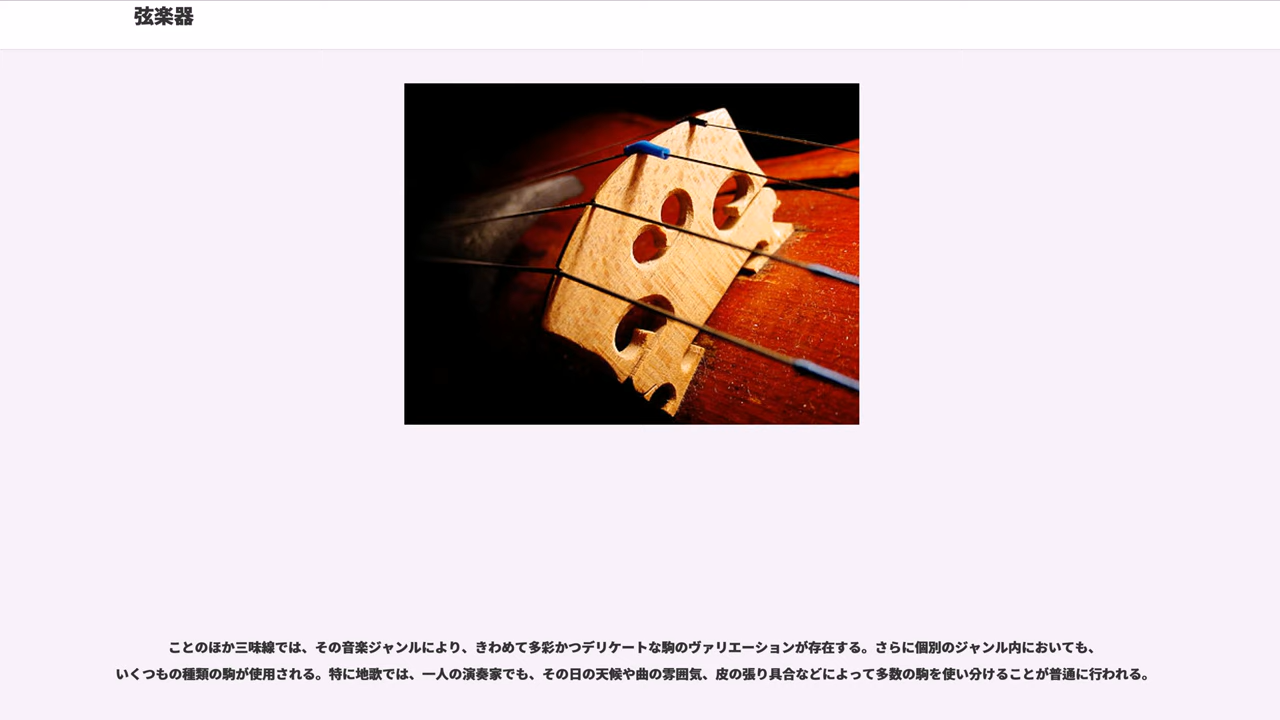 弦楽器
ことのほか三味線では、その音楽ジャンルにより、きわめて多彩かつデリケートな駒のヴァリエーションが存在する。さらに個別のジャンル内においても、
いくつもの種類の駒が使用される。特に地歌では、一人の演奏家でも、その日の天候や曲の雰囲気、皮の張り具合などによって多数の駒を使い分けることが普通に行われる。